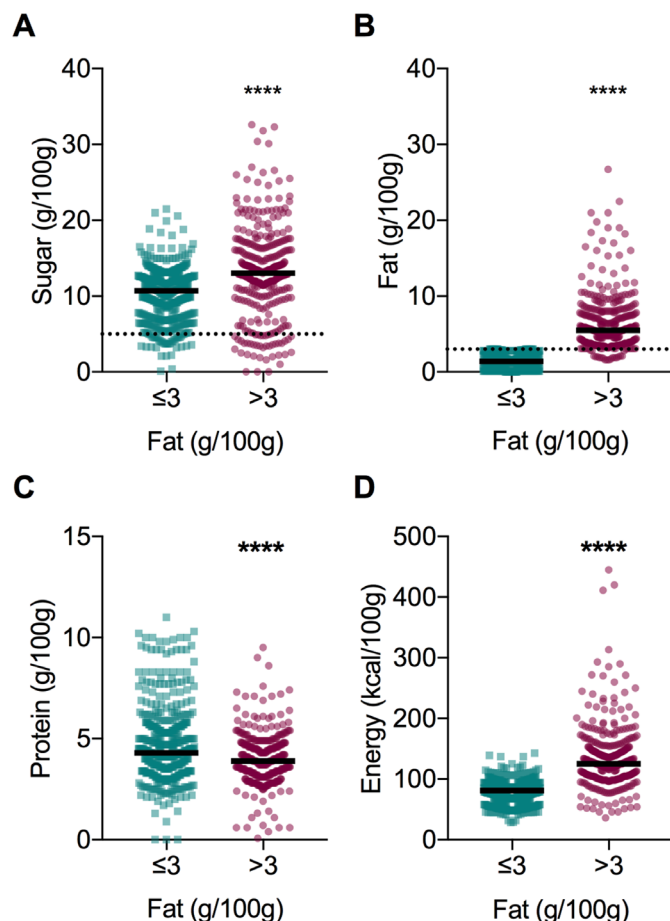 A
Sugar (g/100g)
40
30
20
10
0
****
≤3
>3
Fat (g/100g)
B
Fat (g/100g)
40
30
20
10
0
****
≤3
>3
Fat (g/100g)
C
Protein (g/100g)
15
10
5
0
****
≤3
>3
Fat (g/100g)
D
Energy (kcal/100g)
500
400
300
200
100
0
****
≤3
>3
Fat (g/100g)